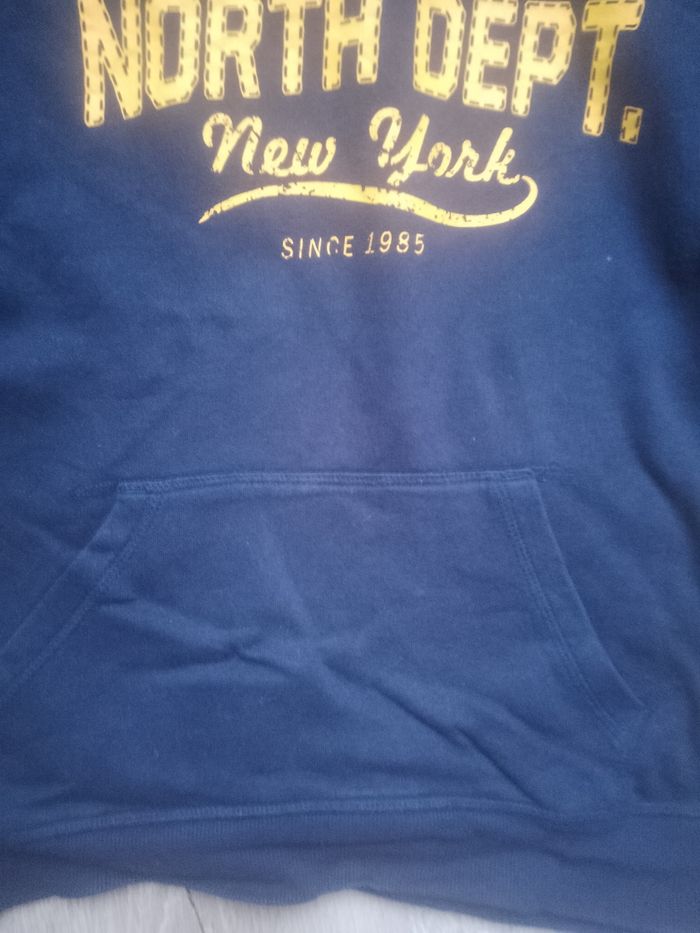 NORTH DEPT.
New York
SINCE 1985